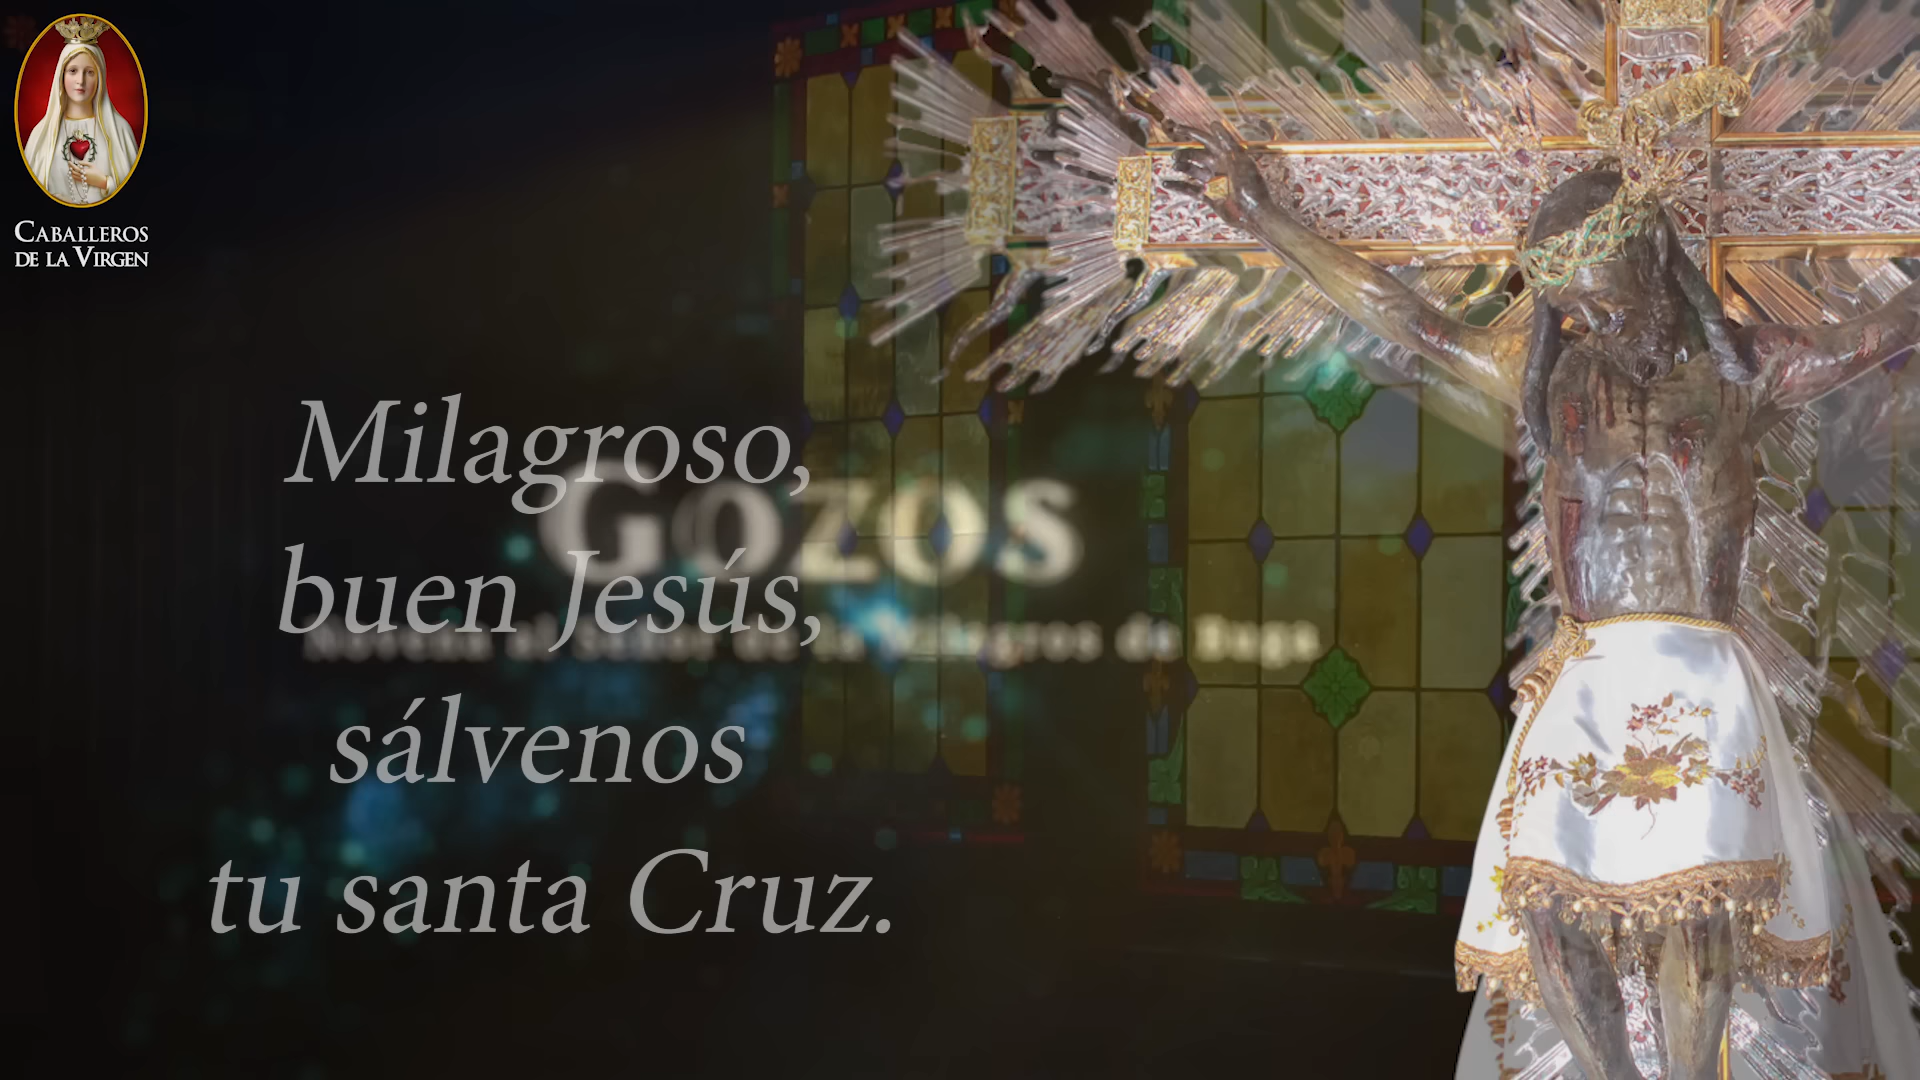 CABALLEROS
DE LA VIRGEN
Milagroso,
buen Jesús,
sálvenos
tu santa Cruz.
Gozos
Novena al Señor de los Milagros de Buga